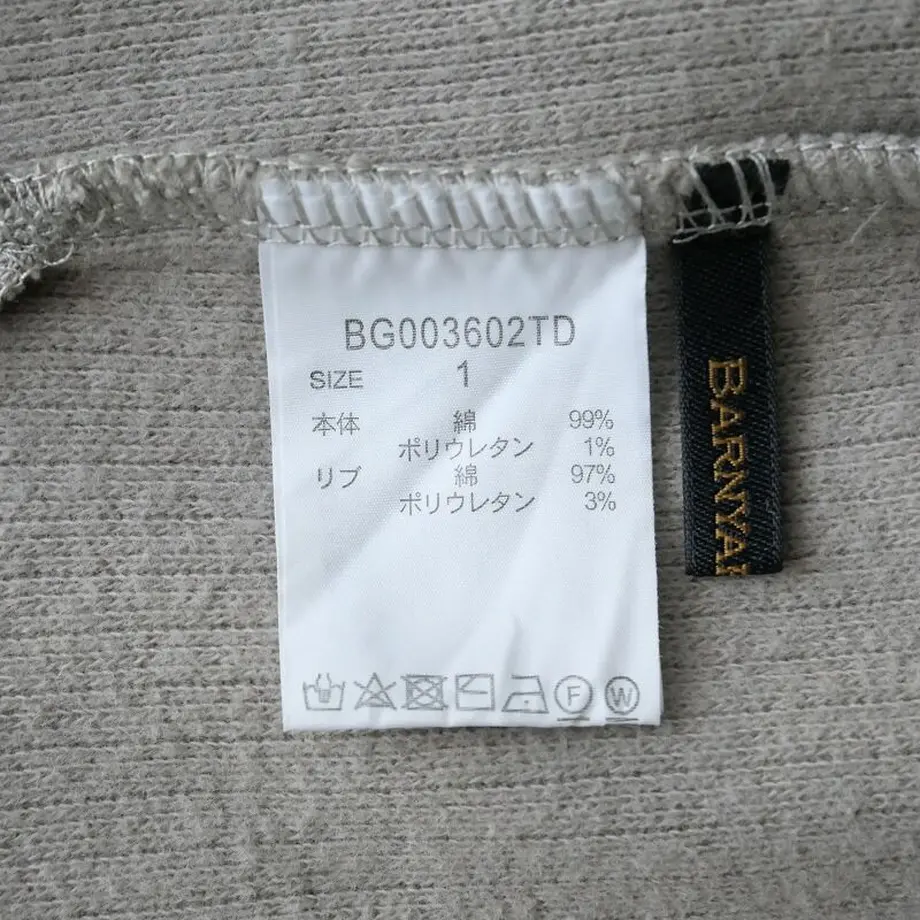 BG003602TD
SIZE 1
本体 綿 99%
ポリウレタン 1%
リブ 綿 97%
ポリウレタン 3%
F W
BARNYA